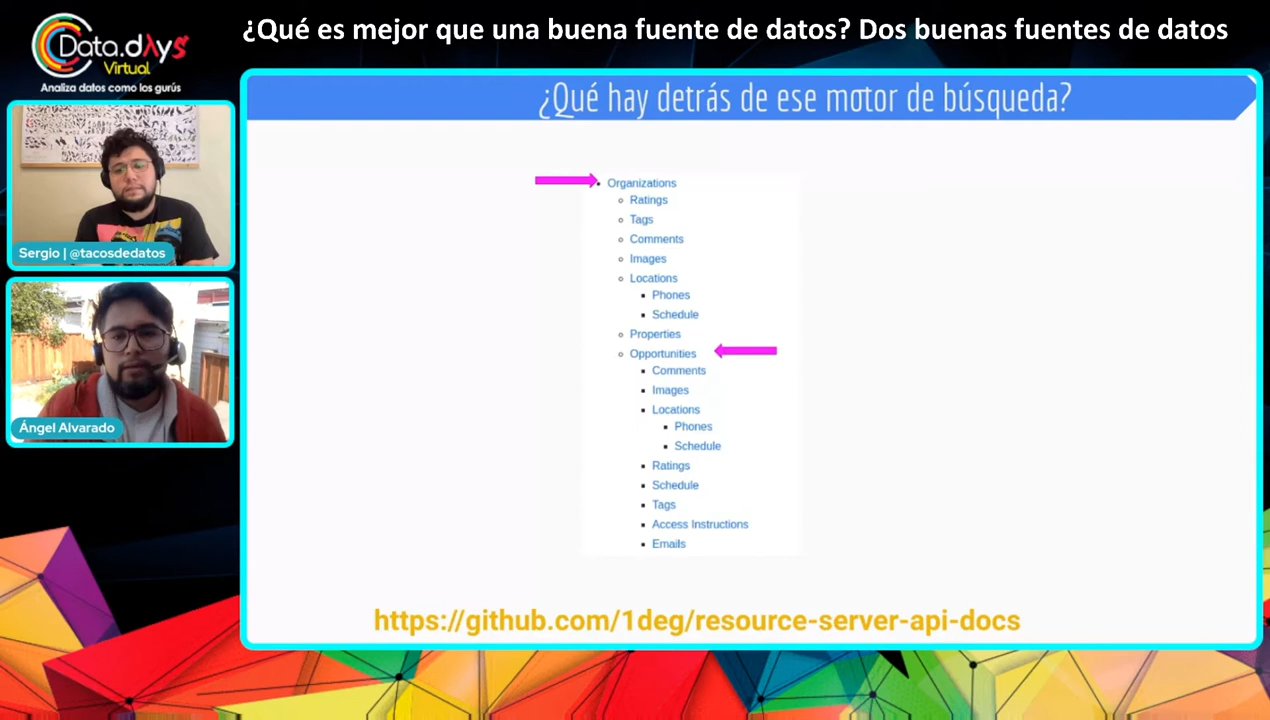 ¿Qué es mejor que una buena fuente de datos? Dos buenas fuentes de datos
Data.dλys
Virtual
Analiza datos como los gurús
Sergio | @tacosdedatos
Ángel Alvarado
¿Qué hay detrás de ese motor de búsqueda?
Organizations
Ratings
Tags
Comments
Images
Locations
Phones
Schedule
Properties
Opportunities
Comments
Images
Locations
Phones
Schedule
Ratings
Schedule
Tags
Access Instructions
Emails
https://github.com/1deg/resource-server-api-docs